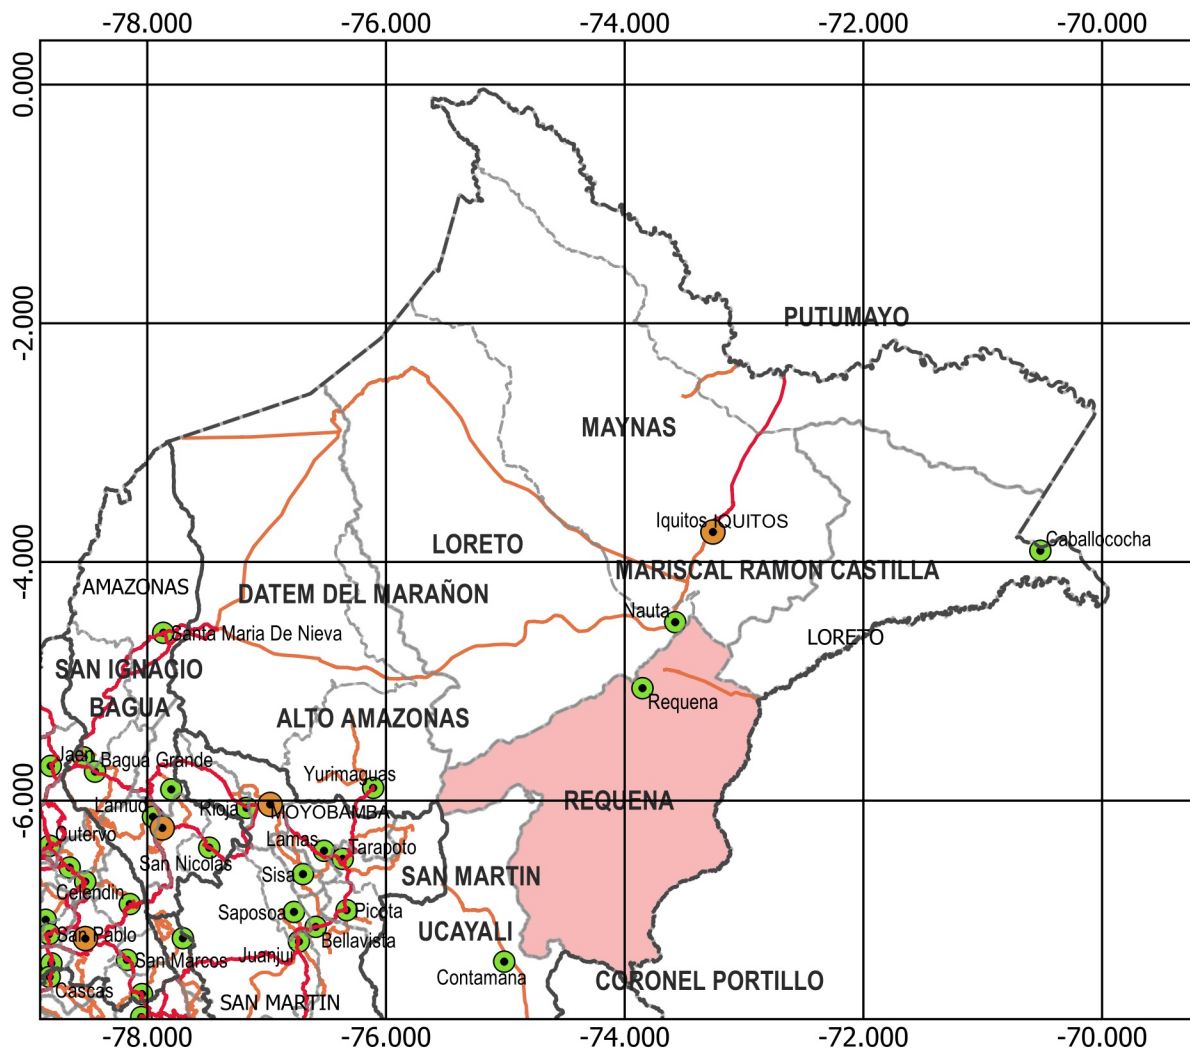 -78.000 -76.000 -74.000 -72.000 -70.000
0.000
PUTUMAYO
-2.000
MAYNAS
Iquitos IQUITOS
Caballococha
LORETO
-4.000
MARISCAL RAMON CASTILLA
AMAZONAS
DATEM DEL MARAÑON
Nauta
Santa Maria De Nieva
LORETO
SAN IGNACIO
Requena
BAGUA
ALTO AMAZONAS
Jaen
Bagua Grande
Yurimaguas
-6.000
REQUENA
Lamud
Rioja
MOYOBAMBA
Cutervo
Lamas
Tarapoto
San Nicolas
Sisa
SAN MARTIN
Celendin
Saposoa
Picota
San Pablo
UCAYALI
Bellavista
Juanjui
San Marcos
Contamana
CORONEL PORTILLO
Cascas
SAN MARTIN
-78.000 -76.000 -74.000 -72.000 -70.000